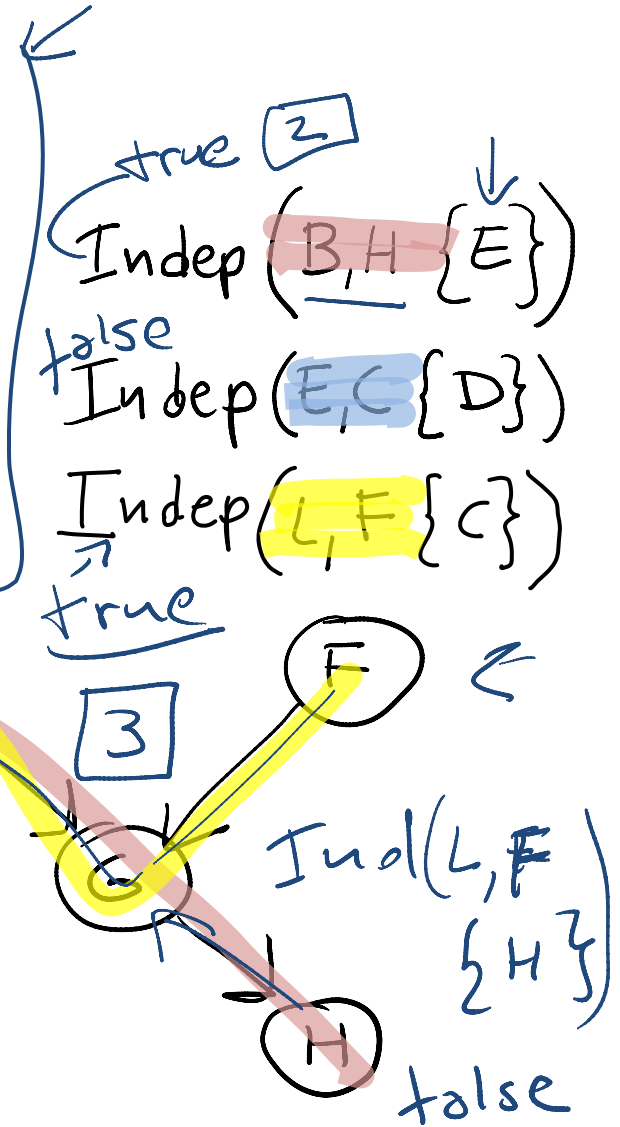 true 2
Indep (B,H {E})
false
Indep (E,C {D})
Indep (L,F {C})
true
F
3
C
Ind(L,F
{H})
H
false